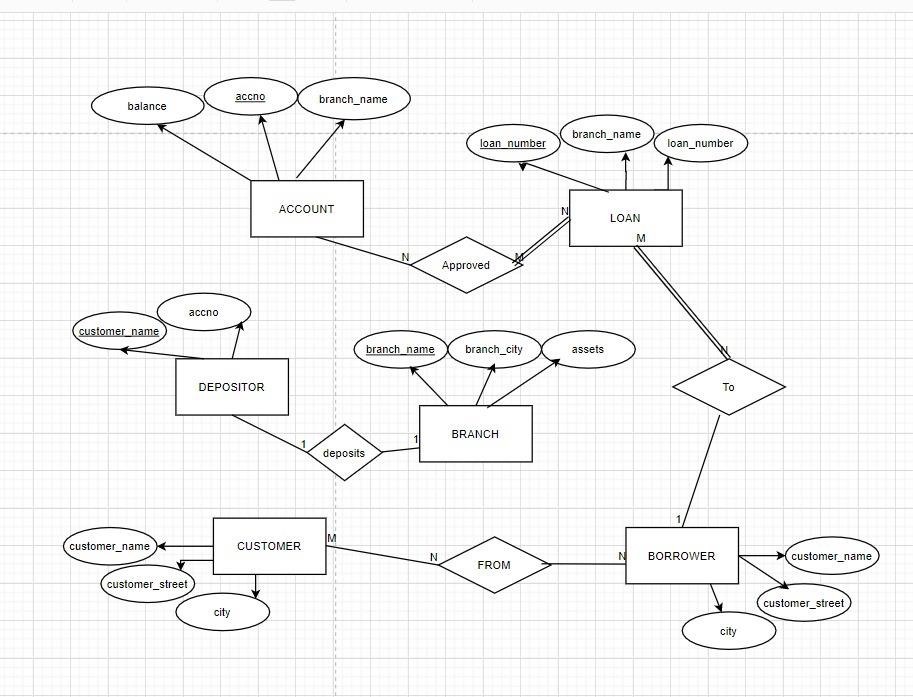 balance
accno
branch_name
ACCOUNT
loan_number
branch_name
loan_number
LOAN
N
M
N
Approved
M
customer_name
accno
DEPOSITOR
branch_name
branch_city
assets
BRANCH
N
To
1
deposits
1
customer_name
customer_street
city
CUSTOMER
M
N
FROM
N
1
BORROWER
customer_name
customer_street
city